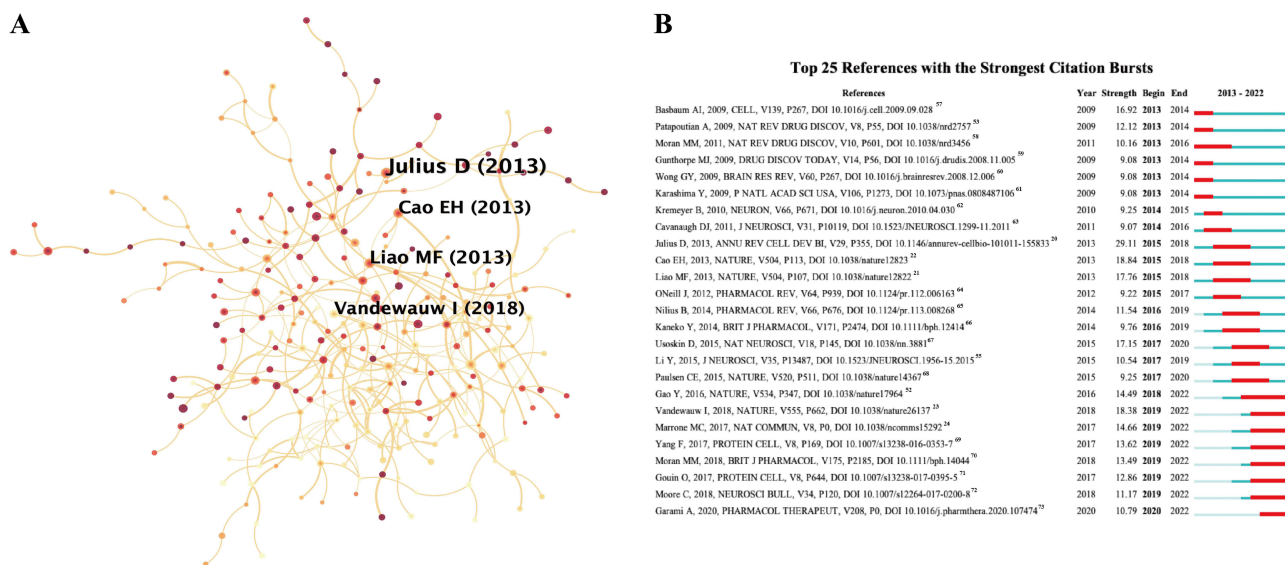 A
Julius D (2013)
Cao EH (2013)
Liao MF (2013)
Vandewauw I (2018)
B
Top 25 References with the Strongest Citation Bursts
References Year Strength Begin End 2013 - 2022
Basbaum AI, 2009, CELL, V139, P267, DOI 10.1016/j.cell.2009.09.028 57 2009 16.92 2013 2014
Patapoutian A, 2009, NAT REV DRUG DISCOV, V8, P55, DOI 10.1038/nrd2757 53 2009 12.12 2013 2014
Moran MM, 2011, NAT REV DRUG DISCOV, V10, P601, DOI 10.1038/nrd3456 58 2011 10.16 2013 2016
Gunthorpe MJ, 2009, DRUG DISCOV TODAY, V14, P56, DOI 10.1016/j.drudis.2008.11.005 59 2009 9.08 2013 2014
Wong GY, 2009, BRAIN RES REV, V60, P267, DOI 10.1016/j.brainresrev.2008.12.006 60 2009 9.08 2013 2014
Karashima Y, 2009, P NATL ACAD SCI USA, V106, P1273, DOI 10.1073/pnas.0808487106 61 2009 9.08 2013 2014
Kremeyer B, 2010, NEURON, V66, P671, DOI 10.1016/j.neuron.2010.04.030 62 2010 9.25 2014 2015
Cavanaugh DJ, 2011, J NEUROSCI, V31, P10119, DOI 10.1523/JNEUROSCI.1299-11.2011 63 2011 9.07 2014 2016
Julius D, 2013, ANNU REV CELL DEV BI, V29, P355, DOI 10.1146/annurev-cellbio-101011-155833 20 2013 29.11 2015 2018
Cao EH, 2013, NATURE, V504, P113, DOI 10.1038/nature12823 22 2013 18.84 2015 2018
Liao MF, 2013, NATURE, V504, P107, DOI 10.1038/nature12822 21 2013 17.76 2015 2018
ONeill J, 2012, PHARMACOL REV, V64, P939, DOI 10.1124/pr.112.006163 64 2012 9.22 2015 2017
Nilius B, 2014, PHARMACOL REV, V66, P676, DOI 10.1124/pr.113.008268 65 2014 11.54 2016 2019
Kaneko Y, 2014, BRIT J PHARMACOL, V171, P2474, DOI 10.1111/bph.12414 66 2014 9.76 2016 2019
Usoskin D, 2015, NAT NEUROSCI, V18, P145, DOI 10.1038/nn.3881 67 2015 17.15 2017 2020
Li Y, 2015, J NEUROSCI, V35, P13487, DOI 10.1523/JNEUROSCI.1956-15.2015 55 2015 10.54 2017 2019
Paulsen CE, 2015, NATURE, V520, P511, DOI 10.1038/nature14367 68 2015 9.25 2017 2020
Gao Y, 2016, NATURE, V534, P347, DOI 10.1038/nature17964 52 2016 14.49 2018 2022
Vandewauw I, 2018, NATURE, V555, P662, DOI 10.1038/nature26137 23 2018 18.38 2019 2022
Marrone MC, 2017, NAT COMMUN, V8, P0, DOI 10.1038/ncomms15292 24 2017 14.66 2019 2022
Yang F, 2017, PROTEIN CELL, V8, P169, DOI 10.1007/s13238-016-0353-7 69 2017 13.62 2019 2022
Moran MM, 2018, BRIT J PHARMACOL, V175, P2185, DOI 10.1111/bph.14044 70 2018 13.49 2019 2022
Gouin O, 2017, PROTEIN CELL, V8, P644, DOI 10.1007/s13238-017-0395-5 71 2017 12.86 2019 2022
Moore C, 2018, NEUROSCI BULL, V34, P120, DOI 10.1007/s12264-017-0200-8 72 2018 11.17 2019 2022
Garami A, 2020, PHARMACOL THERAPEUT, V208, P0, DOI 10.1016/j.pharmthera.2020.107474 73 2020 10.79 2020 2022